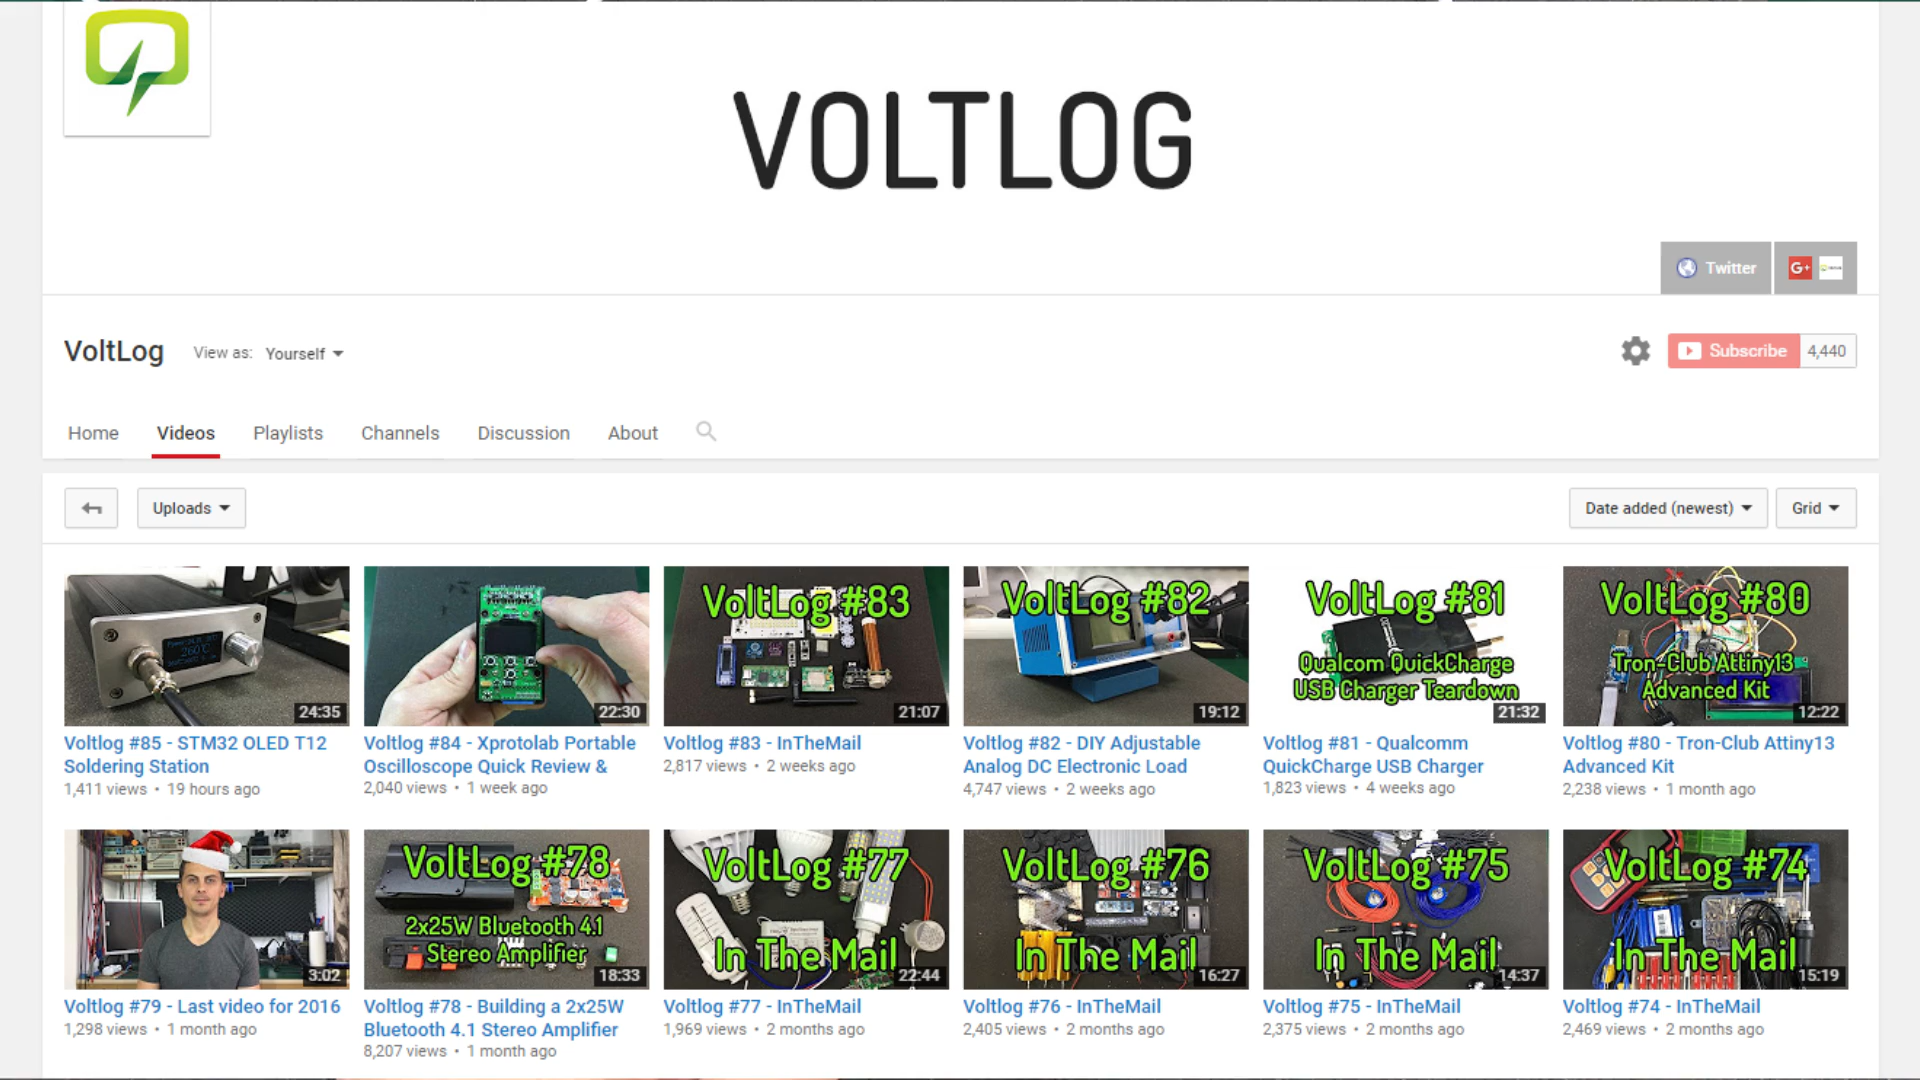 VOLTLOG
Twitter
G+
VoltLog View as: Yourself
Subscribe 4,440
Home Videos Playlists Channels Discussion About
Uploads
Date added (newest) Grid
260°C
24:35
22:30
VoltLog #83
21:07
VoltLog #82
19:12
VoltLog #81
Qualcom QuickCharge
USB Charger Teardown
21:32
VoltLog #80
Tron-Club Attiny13
Advanced Kit
12:22
Voltlog #85 - STM32 OLED T12
Soldering Station
1,411 views • 19 hours ago
Voltlog #84 - Xprotolab Portable
Oscilloscope Quick Review &
2,040 views • 1 week ago
Voltlog #83 - InTheMail
2,817 views • 2 weeks ago
Voltlog #82 - DIY Adjustable
Analog DC Electronic Load
4,747 views • 2 weeks ago
Voltlog #81 - Qualcomm
QuickCharge USB Charger
1,823 views • 4 weeks ago
Voltlog #80 - Tron-Club Attiny13
Advanced Kit
2,238 views • 1 month ago
3:02
VoltLog #78
2x25W Bluetooth 4.1
Stereo Amplifier
18:33
VoltLog #77
In The Mail
22:44
VoltLog #76
In The Mail
16:27
VoltLog #75
In The Mail
14:37
VoltLog #74
In The Mail
15:19
Voltlog #79 - Last video for 2016
1,298 views • 1 month ago
Voltlog #78 - Building a 2x25W
Bluetooth 4.1 Stereo Amplifier
8,207 views • 1 month ago
Voltlog #77 - InTheMail
1,969 views • 2 months ago
Voltlog #76 - InTheMail
2,405 views • 2 months ago
Voltlog #75 - InTheMail
2,375 views • 2 months ago
Voltlog #74 - InTheMail
2,469 views • 2 months ago